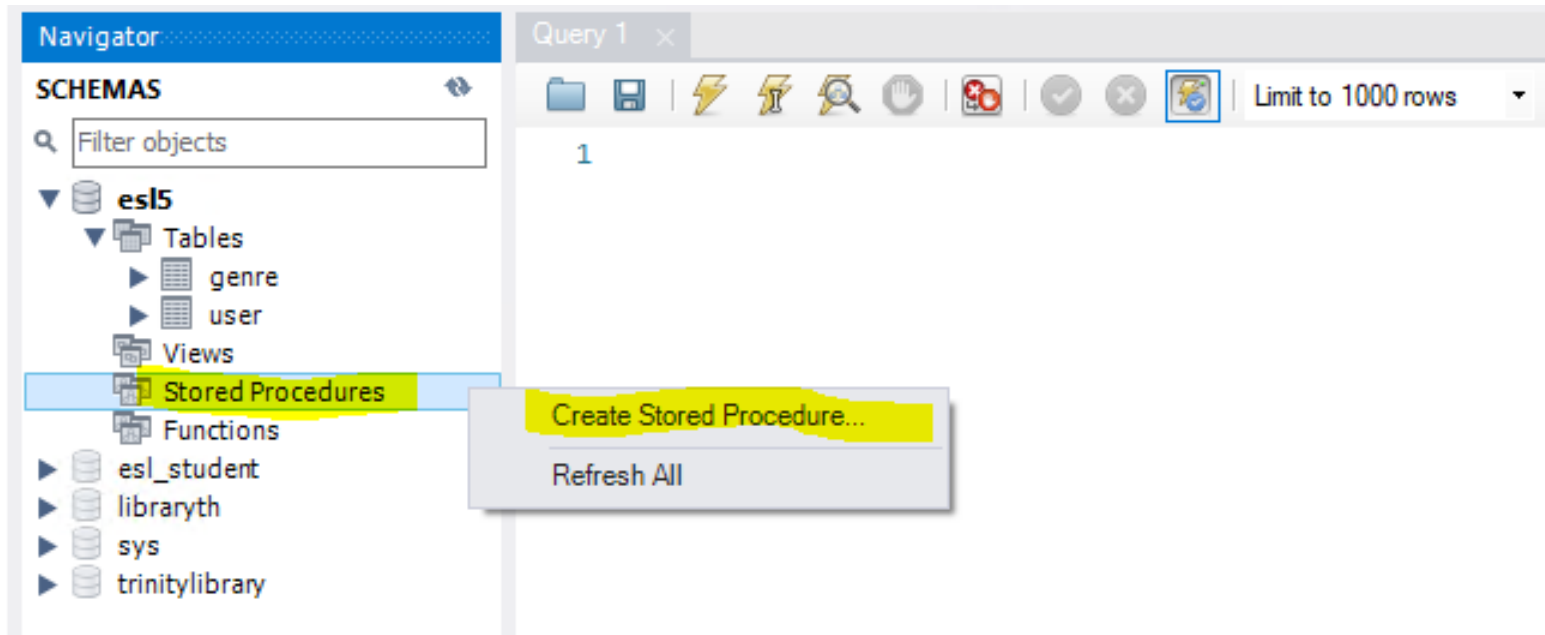 Navigator
SCHEMAS
Filter objects
esl5
Tables
genre
user
Views
Stored Procedures
Functions
esl_student
libraryth
sys
trinitylibrary
Query 1
Limit to 1000 rows
1
Create Stored Procedure...
Refresh All